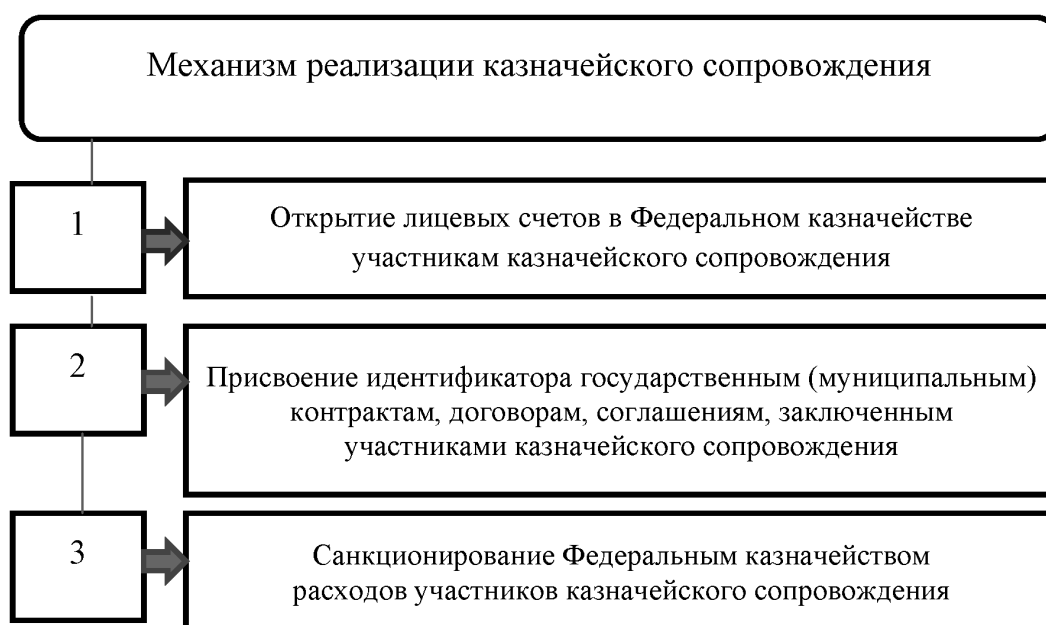 Механизм реализации казначейского сопровождения
1
Открытие лицевых счетов в Федеральном казначействе
участникам казначейского сопровождения
2
Присвоение идентификатора государственным (муниципальным)
контрактам, договорам, соглашениям, заключенным
участниками казначейского сопровождения
3
Санкционирование Федеральным казначейством
расходов участников казначейского сопровождения